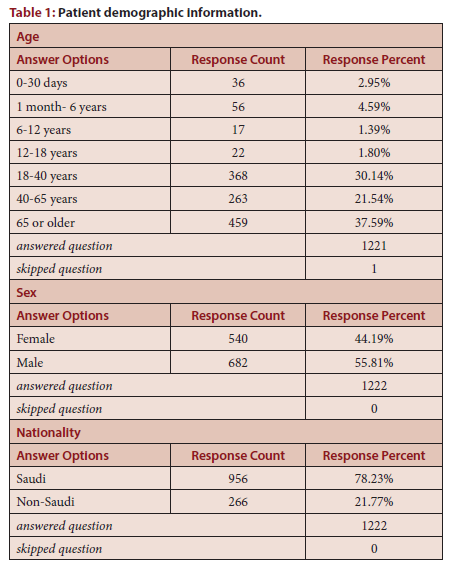 Table 1: Patient demographic information.
Age
Answer Options Response Count Response Percent
0-30 days 36 2.95%
1 month- 6 years 56 4.59%
6-12 years 17 1.39%
12-18 years 22 1.80%
18-40 years 368 30.14%
40-65 years 263 21.54%
65 or older 459 37.59%
answered question 1221
skipped question 1
Sex
Answer Options Response Count Response Percent
Female 540 44.19%
Male 682 55.81%
answered question 1222
skipped question 0
Nationality
Answer Options Response Count Response Percent
Saudi 956 78.23%
Non-Saudi 266 21.77%
answered question 1222
skipped question 0